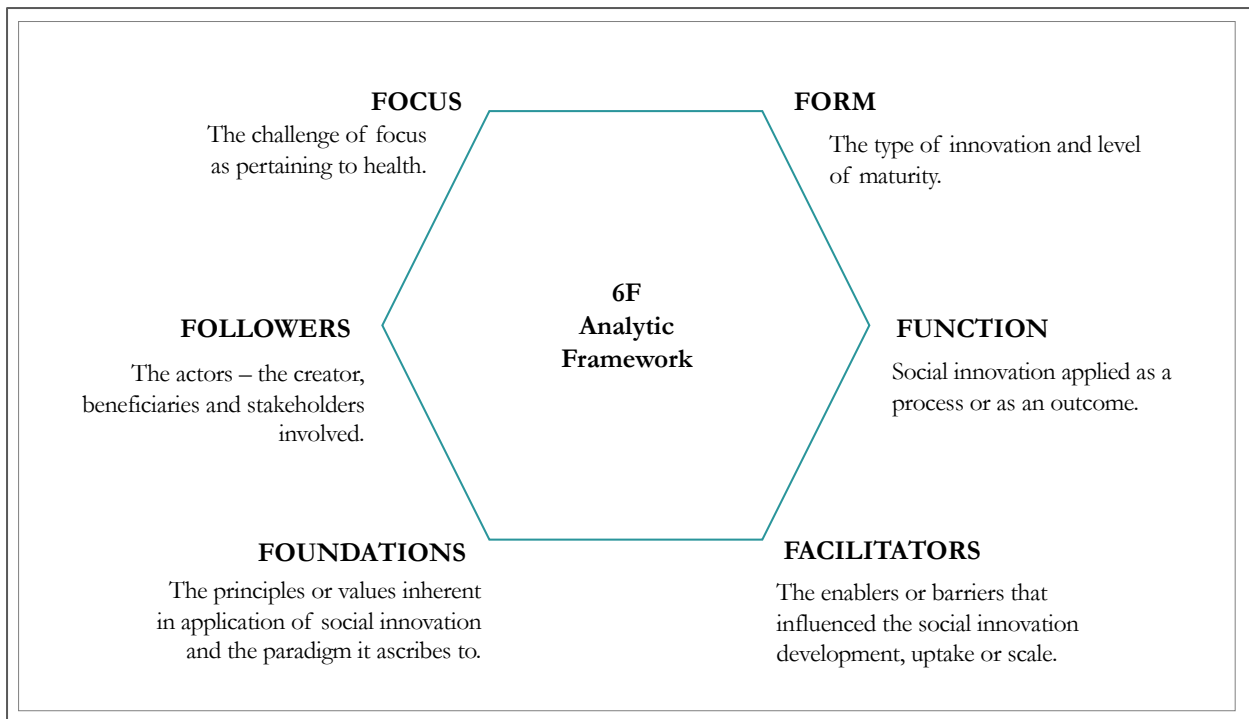 FOCUS
The challenge of focus
as pertaining to health.
FORM
The type of innovation and level
of maturity.
6F
Analytic
Framework
FOLLOWERS
The actors – the creator,
beneficiaries and stakeholders
involved.
FUNCTION
Social innovation applied as a
process or as an outcome.
FOUNDATIONS
The principles or values inherent
in application of social innovation
and the paradigm it ascribes to.
FACILITATORS
The enablers or barriers that
influenced the social innovation
development, uptake or scale.